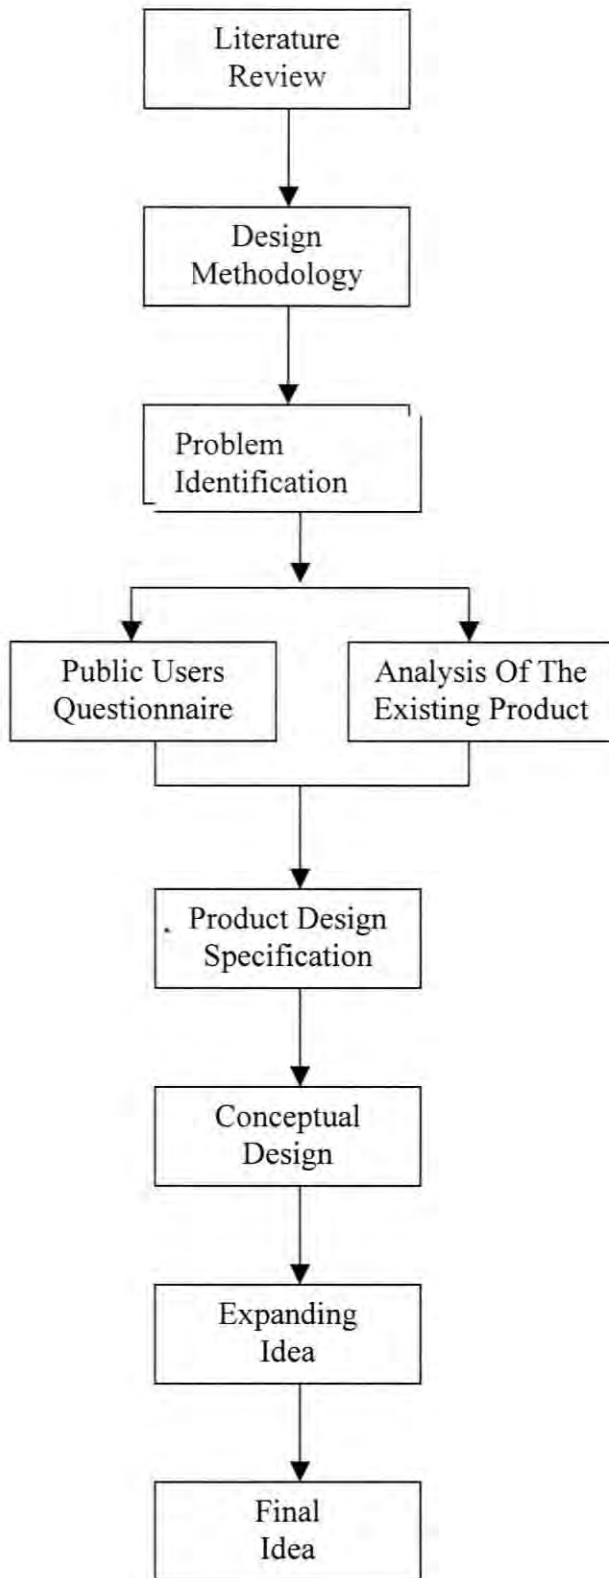 Literature
Review
Design
Methodology
Problem
Identification
Public Users
Questionnaire
Analysis Of The
Existing Product
Product Design
Specification
Conceptual
Design
Expanding
Idea
Final
Idea